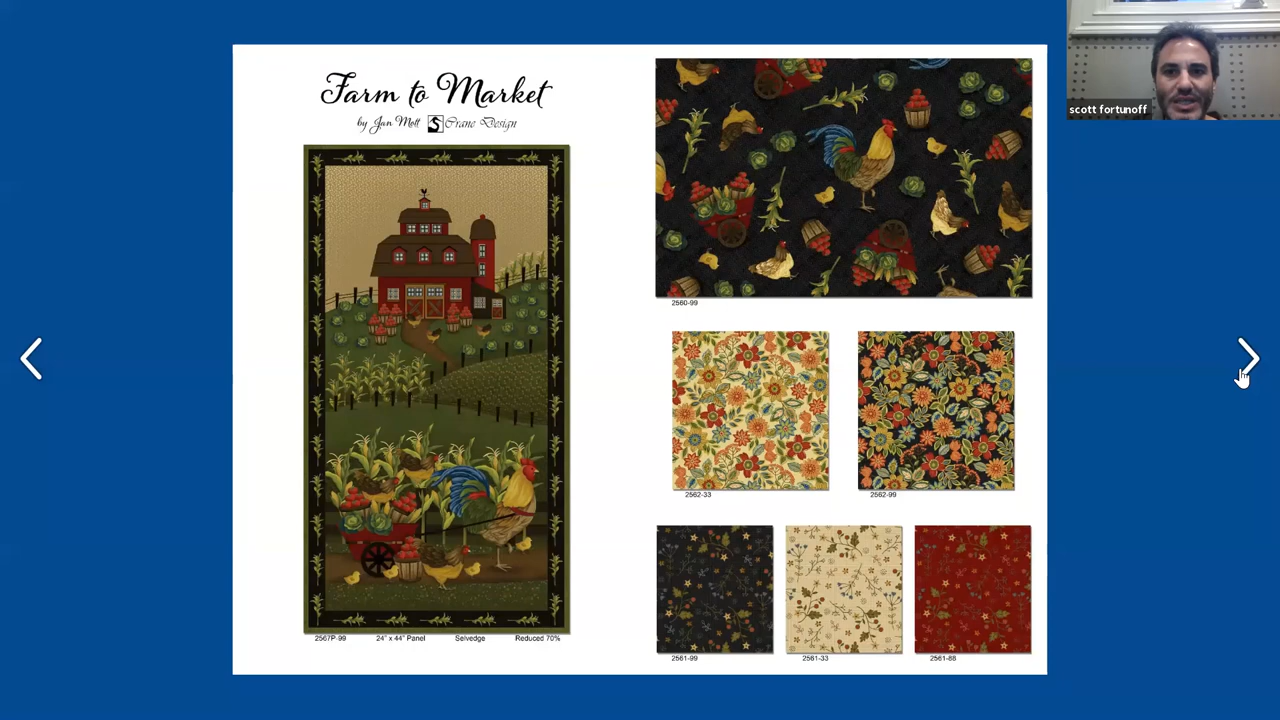 Farm to Market
by Jan Mott Crane Design
2567P-99 24" x 44" Panel Selvedge Reduced 70%
2560-99
2562-33 2562-99
2561-99 2561-33 2561-88
scott fortunoff